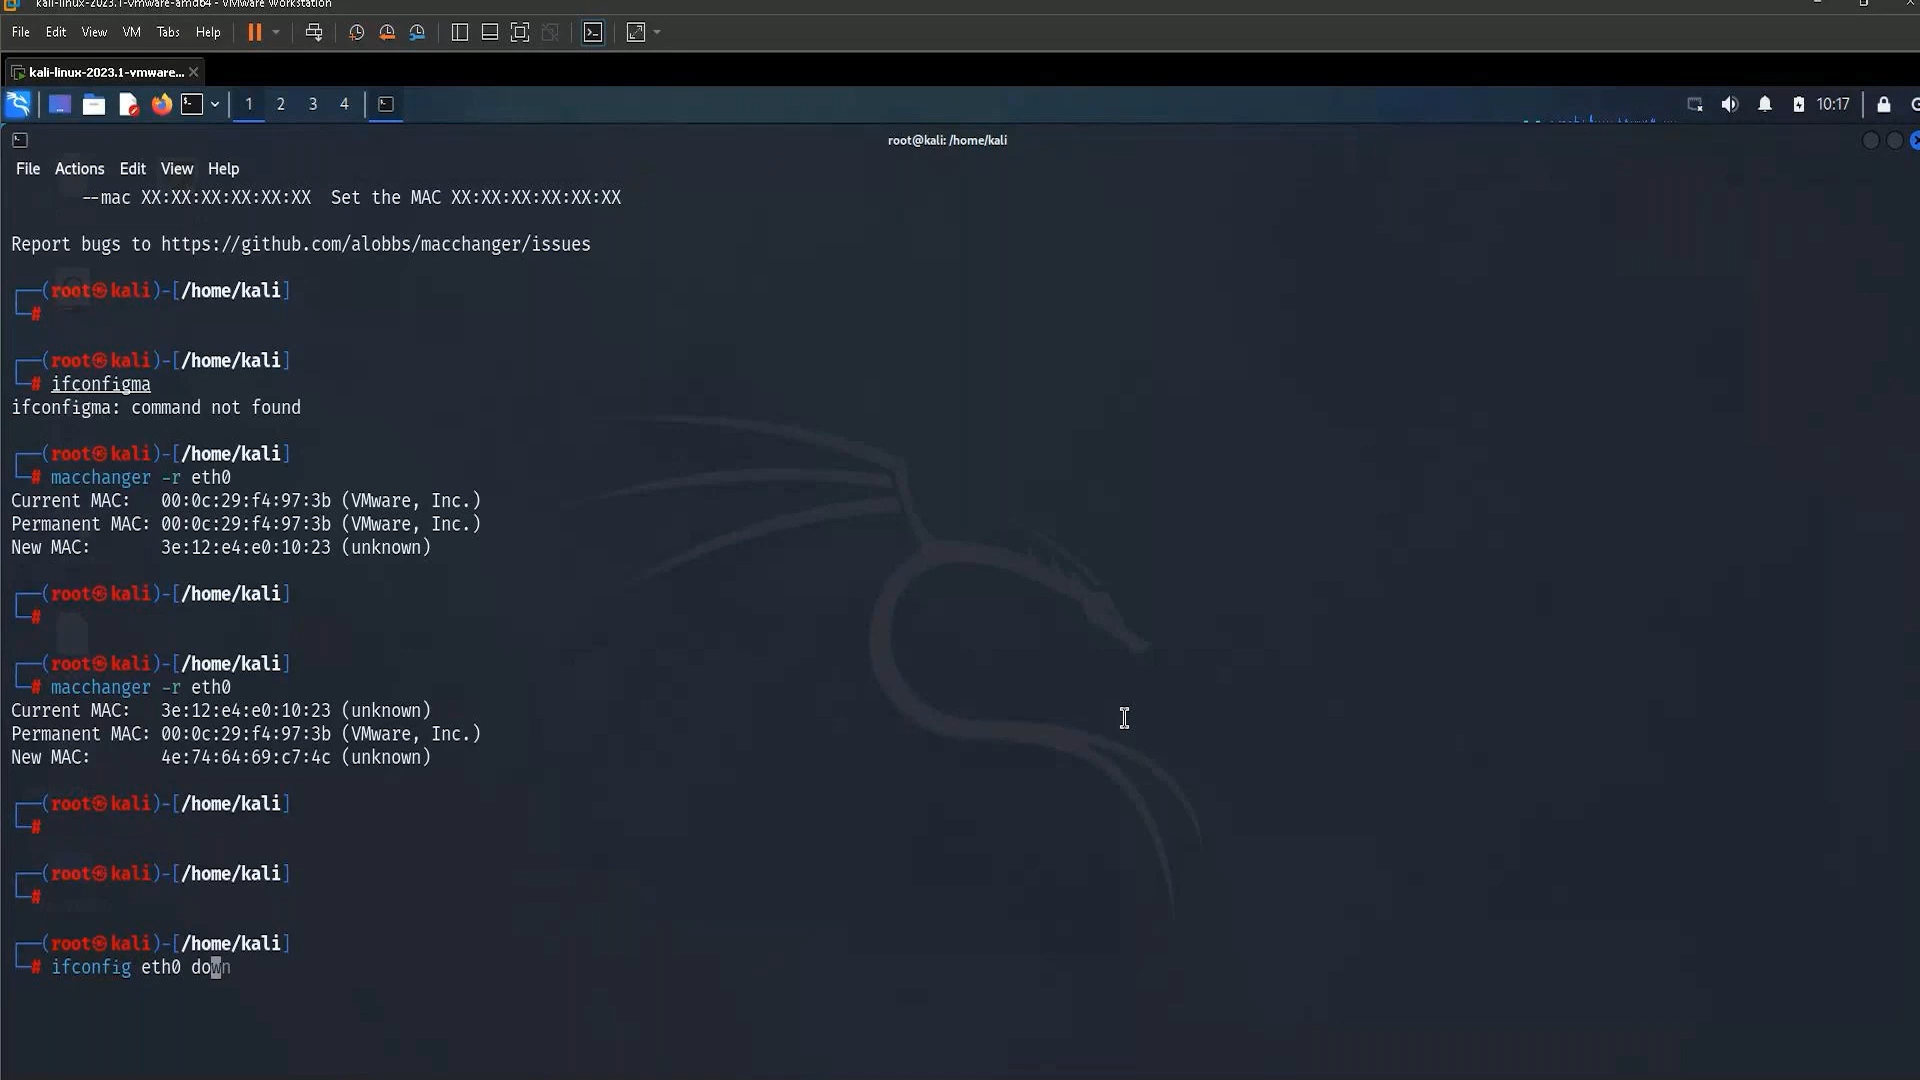 kali-linux-2023.1-vmware-amd64 - VMware Workstation
File Edit View VM Tabs Help
kali-linux-2023.1-vmware...
1 2 3 4 10:17
root@kali: /home/kali
File Actions Edit View Help
--mac XX:XX:XX:XX:XX:XX Set the MAC XX:XX:XX:XX:XX:XX
Report bugs to https://github.com/alobbs/macchanger/issues
┌──(root㉿kali)-[/home/kali]
└─#
┌──(root㉿kali)-[/home/kali]
└─# ifconfigma
ifconfigma: command not found
┌──(root㉿kali)-[/home/kali]
└─# macchanger -r eth0
Current MAC: 00:0c:29:f4:97:3b (VMware, Inc.)
Permanent MAC: 00:0c:29:f4:97:3b (VMware, Inc.)
New MAC: 3e:12:e4:e0:10:23 (unknown)
┌──(root㉿kali)-[/home/kali]
└─#
┌──(root㉿kali)-[/home/kali]
└─# macchanger -r eth0
Current MAC: 3e:12:e4:e0:10:23 (unknown)
Permanent MAC: 00:0c:29:f4:97:3b (VMware, Inc.)
New MAC: 4e:74:64:69:c7:4c (unknown)
┌──(root㉿kali)-[/home/kali]
└─#
┌──(root㉿kali)-[/home/kali]
└─#
┌──(root㉿kali)-[/home/kali]
└─# ifconfig eth0 down